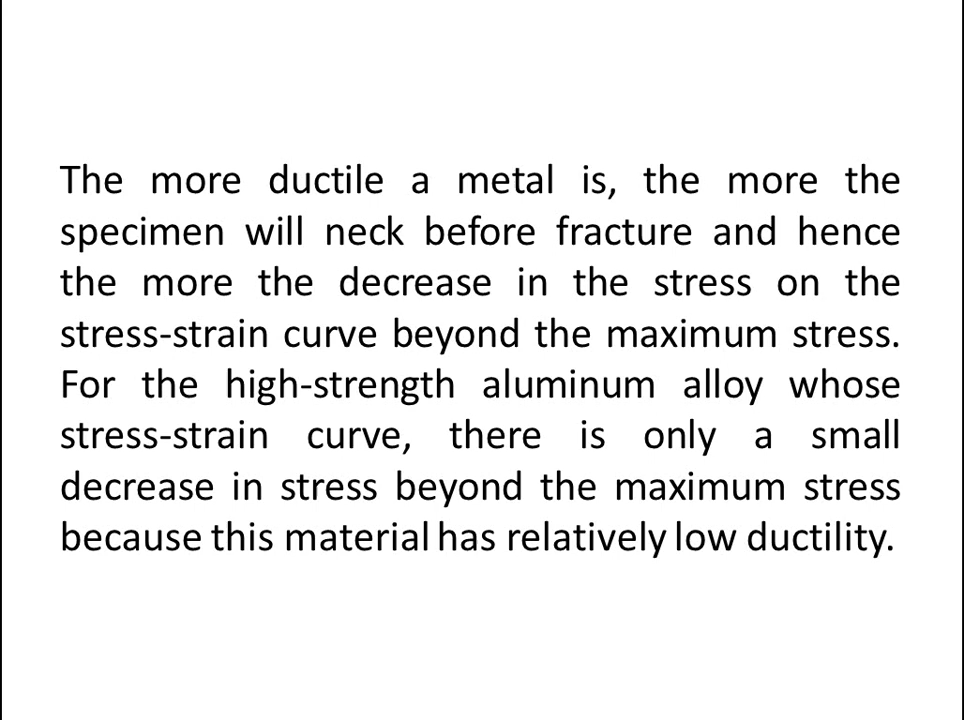 The more ductile a metal is, the more the
specimen will neck before fracture and hence
the more the decrease in the stress on the
stress-strain curve beyond the maximum stress.
For the high-strength aluminum alloy whose
stress-strain curve, there is only a small
decrease in stress beyond the maximum stress
because this material has relatively low ductility.